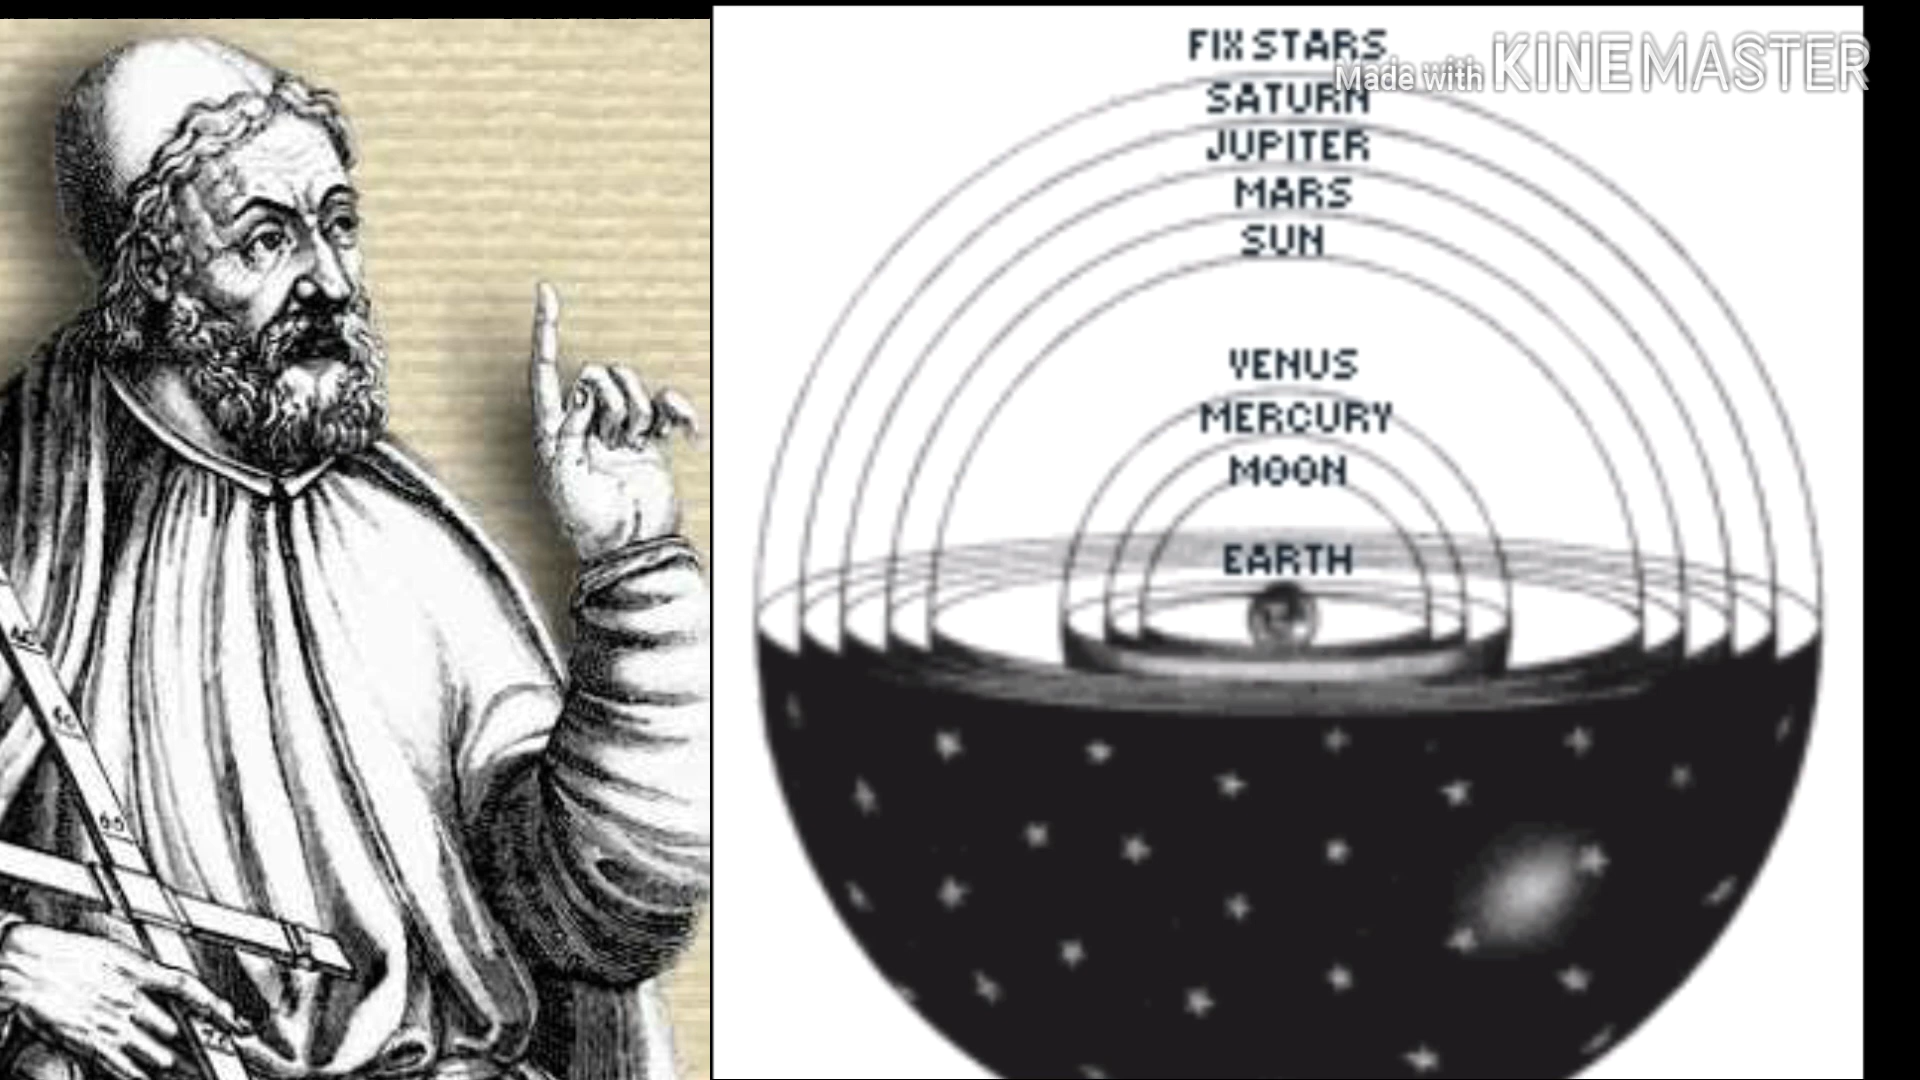 FIX STARS
Made with KINEMASTER
SATURN
JUPITER
MARS
SUN
VENUS
MERCURY
MOON
EARTH